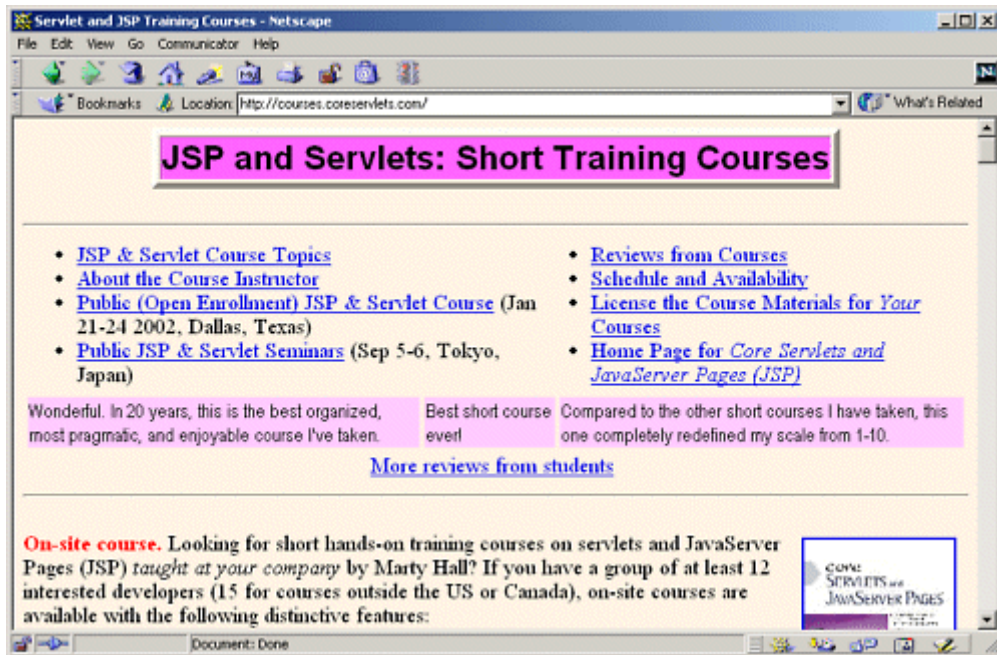 Servlet and JSP Training Courses - Netscape
File Edit View Go Communicator Help
Bookmarks Location: http://courses.coreservlets.com/ What's Related
JSP and Servlets: Short Training Courses
• JSP & Servlet Course Topics
• About the Course Instructor
• Public (Open Enrollment) JSP & Servlet Course (Jan
21-24 2002, Dallas, Texas)
• Public JSP & Servlet Seminars (Sep 5-6, Tokyo,
Japan)
• Reviews from Courses
• Schedule and Availability
• License the Course Materials for Your
Courses
• Home Page for Core Servlets and
JavaServer Pages (JSP)
Wonderful. In 20 years, this is the best organized,
most pragmatic, and enjoyable course I've taken.
Best short course
ever!
Compared to the other short courses I have taken, this
one completely redefined my scale from 1-10.
More reviews from students
On-site course. Looking for short hands-on training courses on servlets and JavaServer
Pages (JSP) taught at your company by Marty Hall? If you have a group of at least 12
interested developers (15 for courses outside the US or Canada), on-site courses are
available with the following distinctive features:
core
SERVLETS and
JAVASERVER PAGES
Document: Done